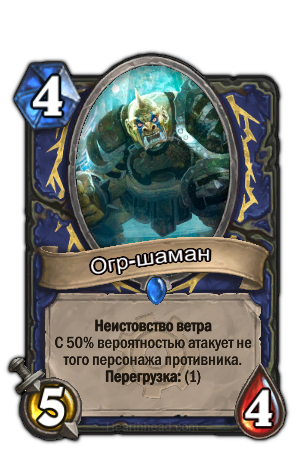 4
Огр-шаман
Неистовство ветра
С 50% вероятностью атакует не
того персонажа противника.
Перегрузка: (1)
5
4